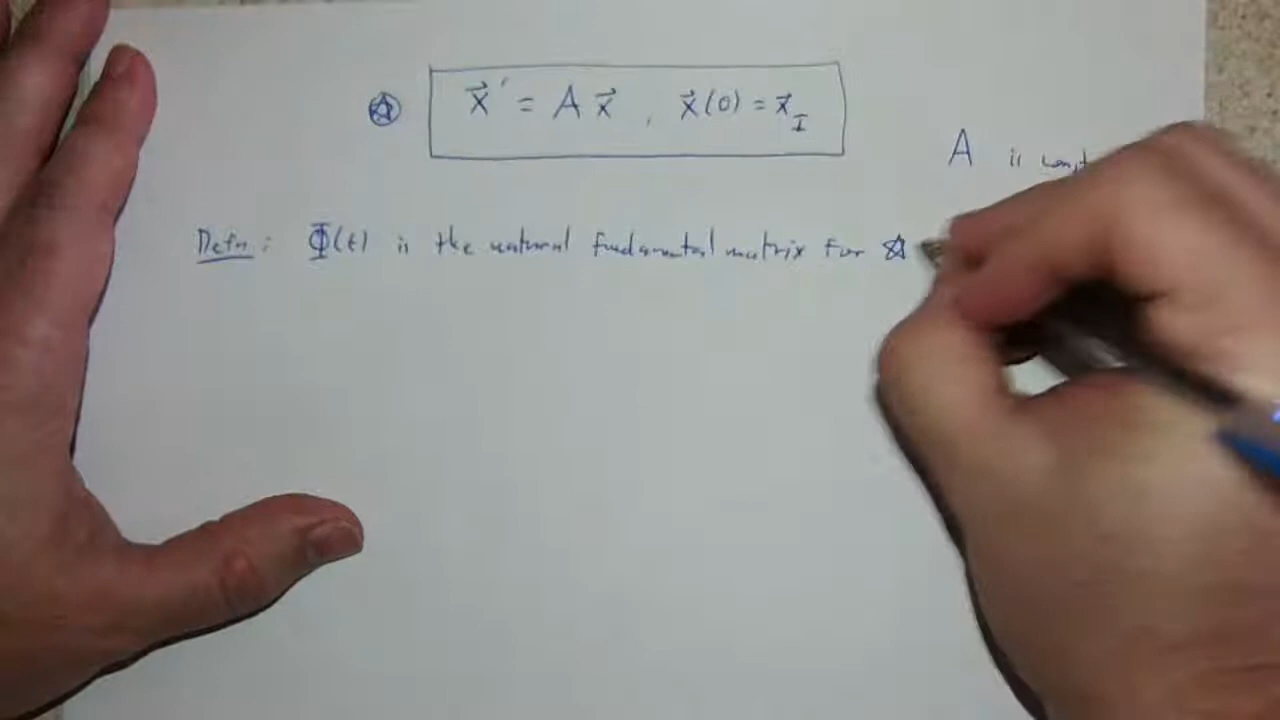 ☆ x⃗' = A x⃗ , x⃗(0) = x⃗_I
A is
Defn: Φ(t) is the natural fundamental matrix for ☆